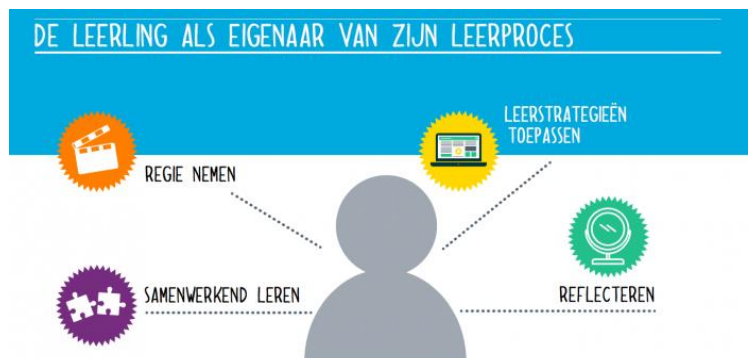 DE LEERLING ALS EIGENAAR VAN ZIJN LEERPROCES
LEERSTRATEGIEËN
TOEPASSEN
REGIE NEMEN
SAMENWERKEND LEREN
REFLECTEREN